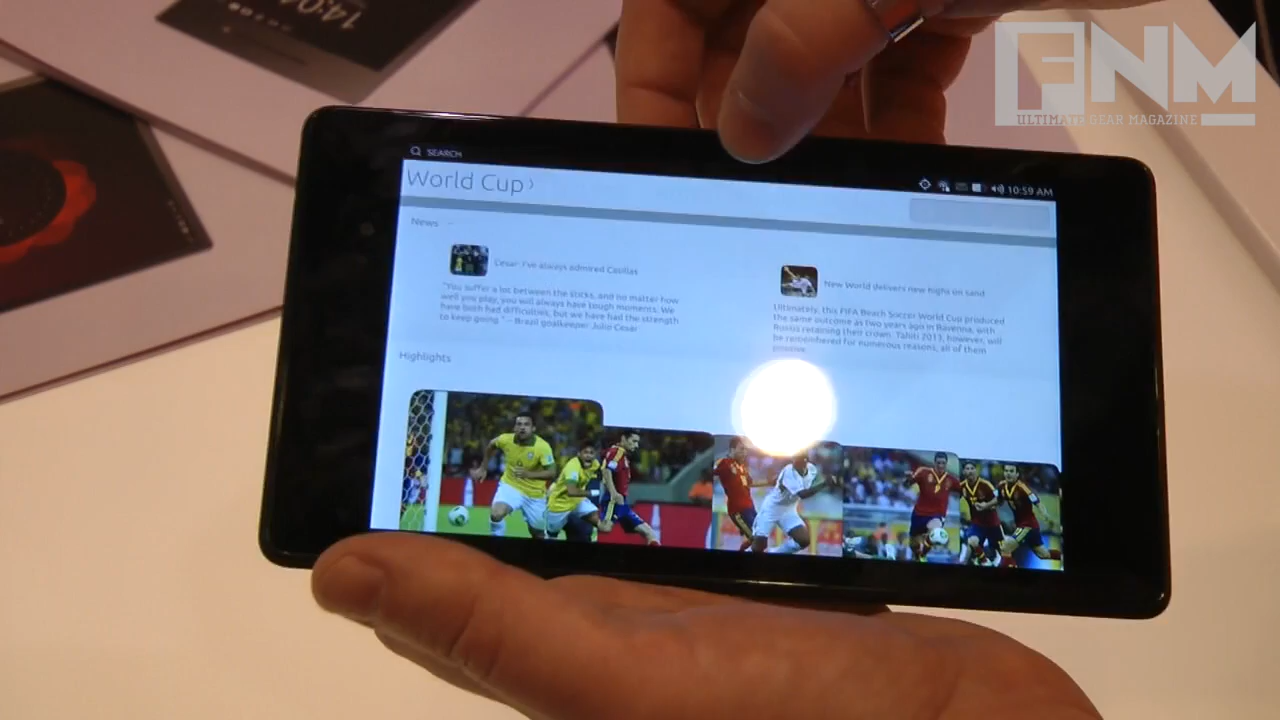 14:04
FNM
ULTIMATE GEAR MAGAZINE
SEARCH
10:59 AM
World Cup ›
News
Cesar: I've always admired Casillas
"You suffer a lot between the sticks, and no matter how
well you play, you will always have tough moments. We
have both had difficulties, but we have had the strength
to keep going." – Brazil goalkeeper Julio Cesar
New World delivers new highs on sand
Ultimately, this FIFA Beach Soccer World Cup produced
the same outcome as two years ago in Ravenna, with
Russia retaining their crown. Tahiti 2013, however, will
be remembered for numerous reasons, all of them
positive.
Highlights